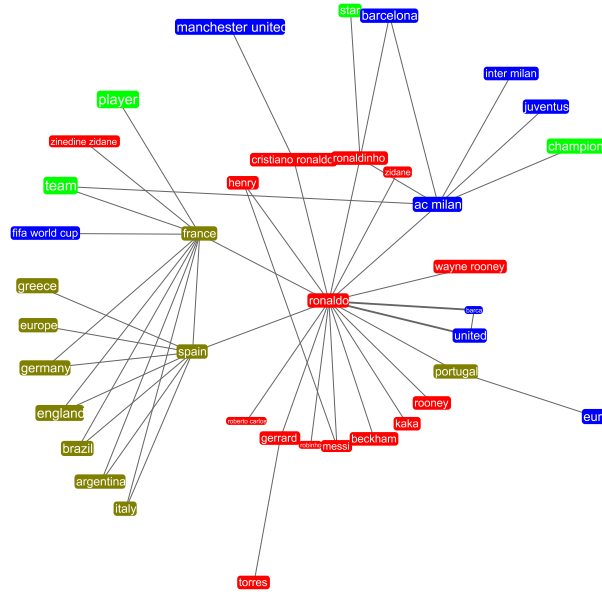 star
barcelona
manchester united
inter milan
player
juventus
zinedine zidane
champion
cristiano ronaldo
ronaldinho
zidane
henry
team
ac milan
fifa world cup
france
wayne rooney
greece
ronaldo
barca
europe
united
spain
germany
portugal
rooney
england
eur
roberto carlos
kaka
gerrard
robinho
messi
beckham
brazil
argentina
italy
torres